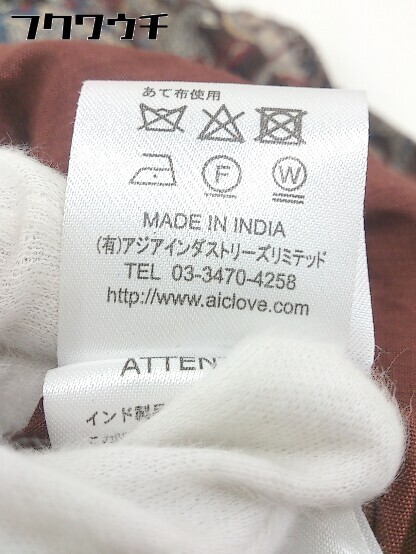 フクワウチ
あて布使用
F W
MADE IN INDIA
(有)アジアインダストリーズリミテッド
TEL 03-3470-4258
http://www.aiclove.com
ATTEN
インド製